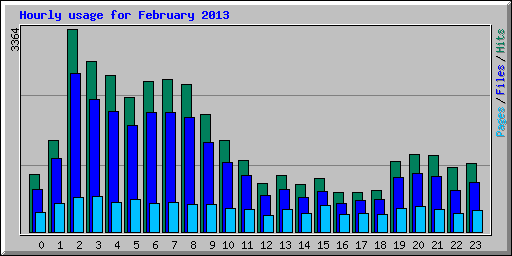 Hourly usage for February 2013
3364
Pages / Files / Hits
0 1 2 3 4 5 6 7 8 9 10 11 12 13 14 15 16 17 18 19 20 21 22 23